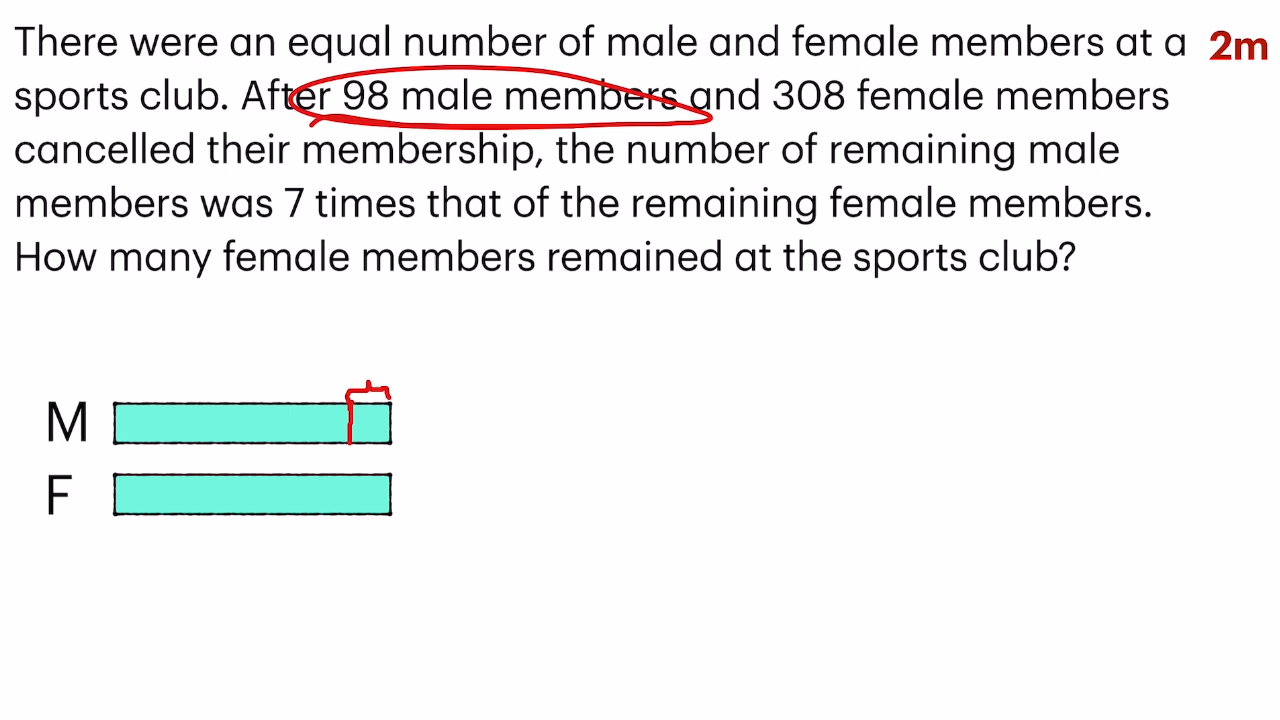 There were an equal number of male and female members at a 2m
sports club. After 98 male members and 308 female members
cancelled their membership, the number of remaining male
members was 7 times that of the remaining female members.
How many female members remained at the sports club?
M
F